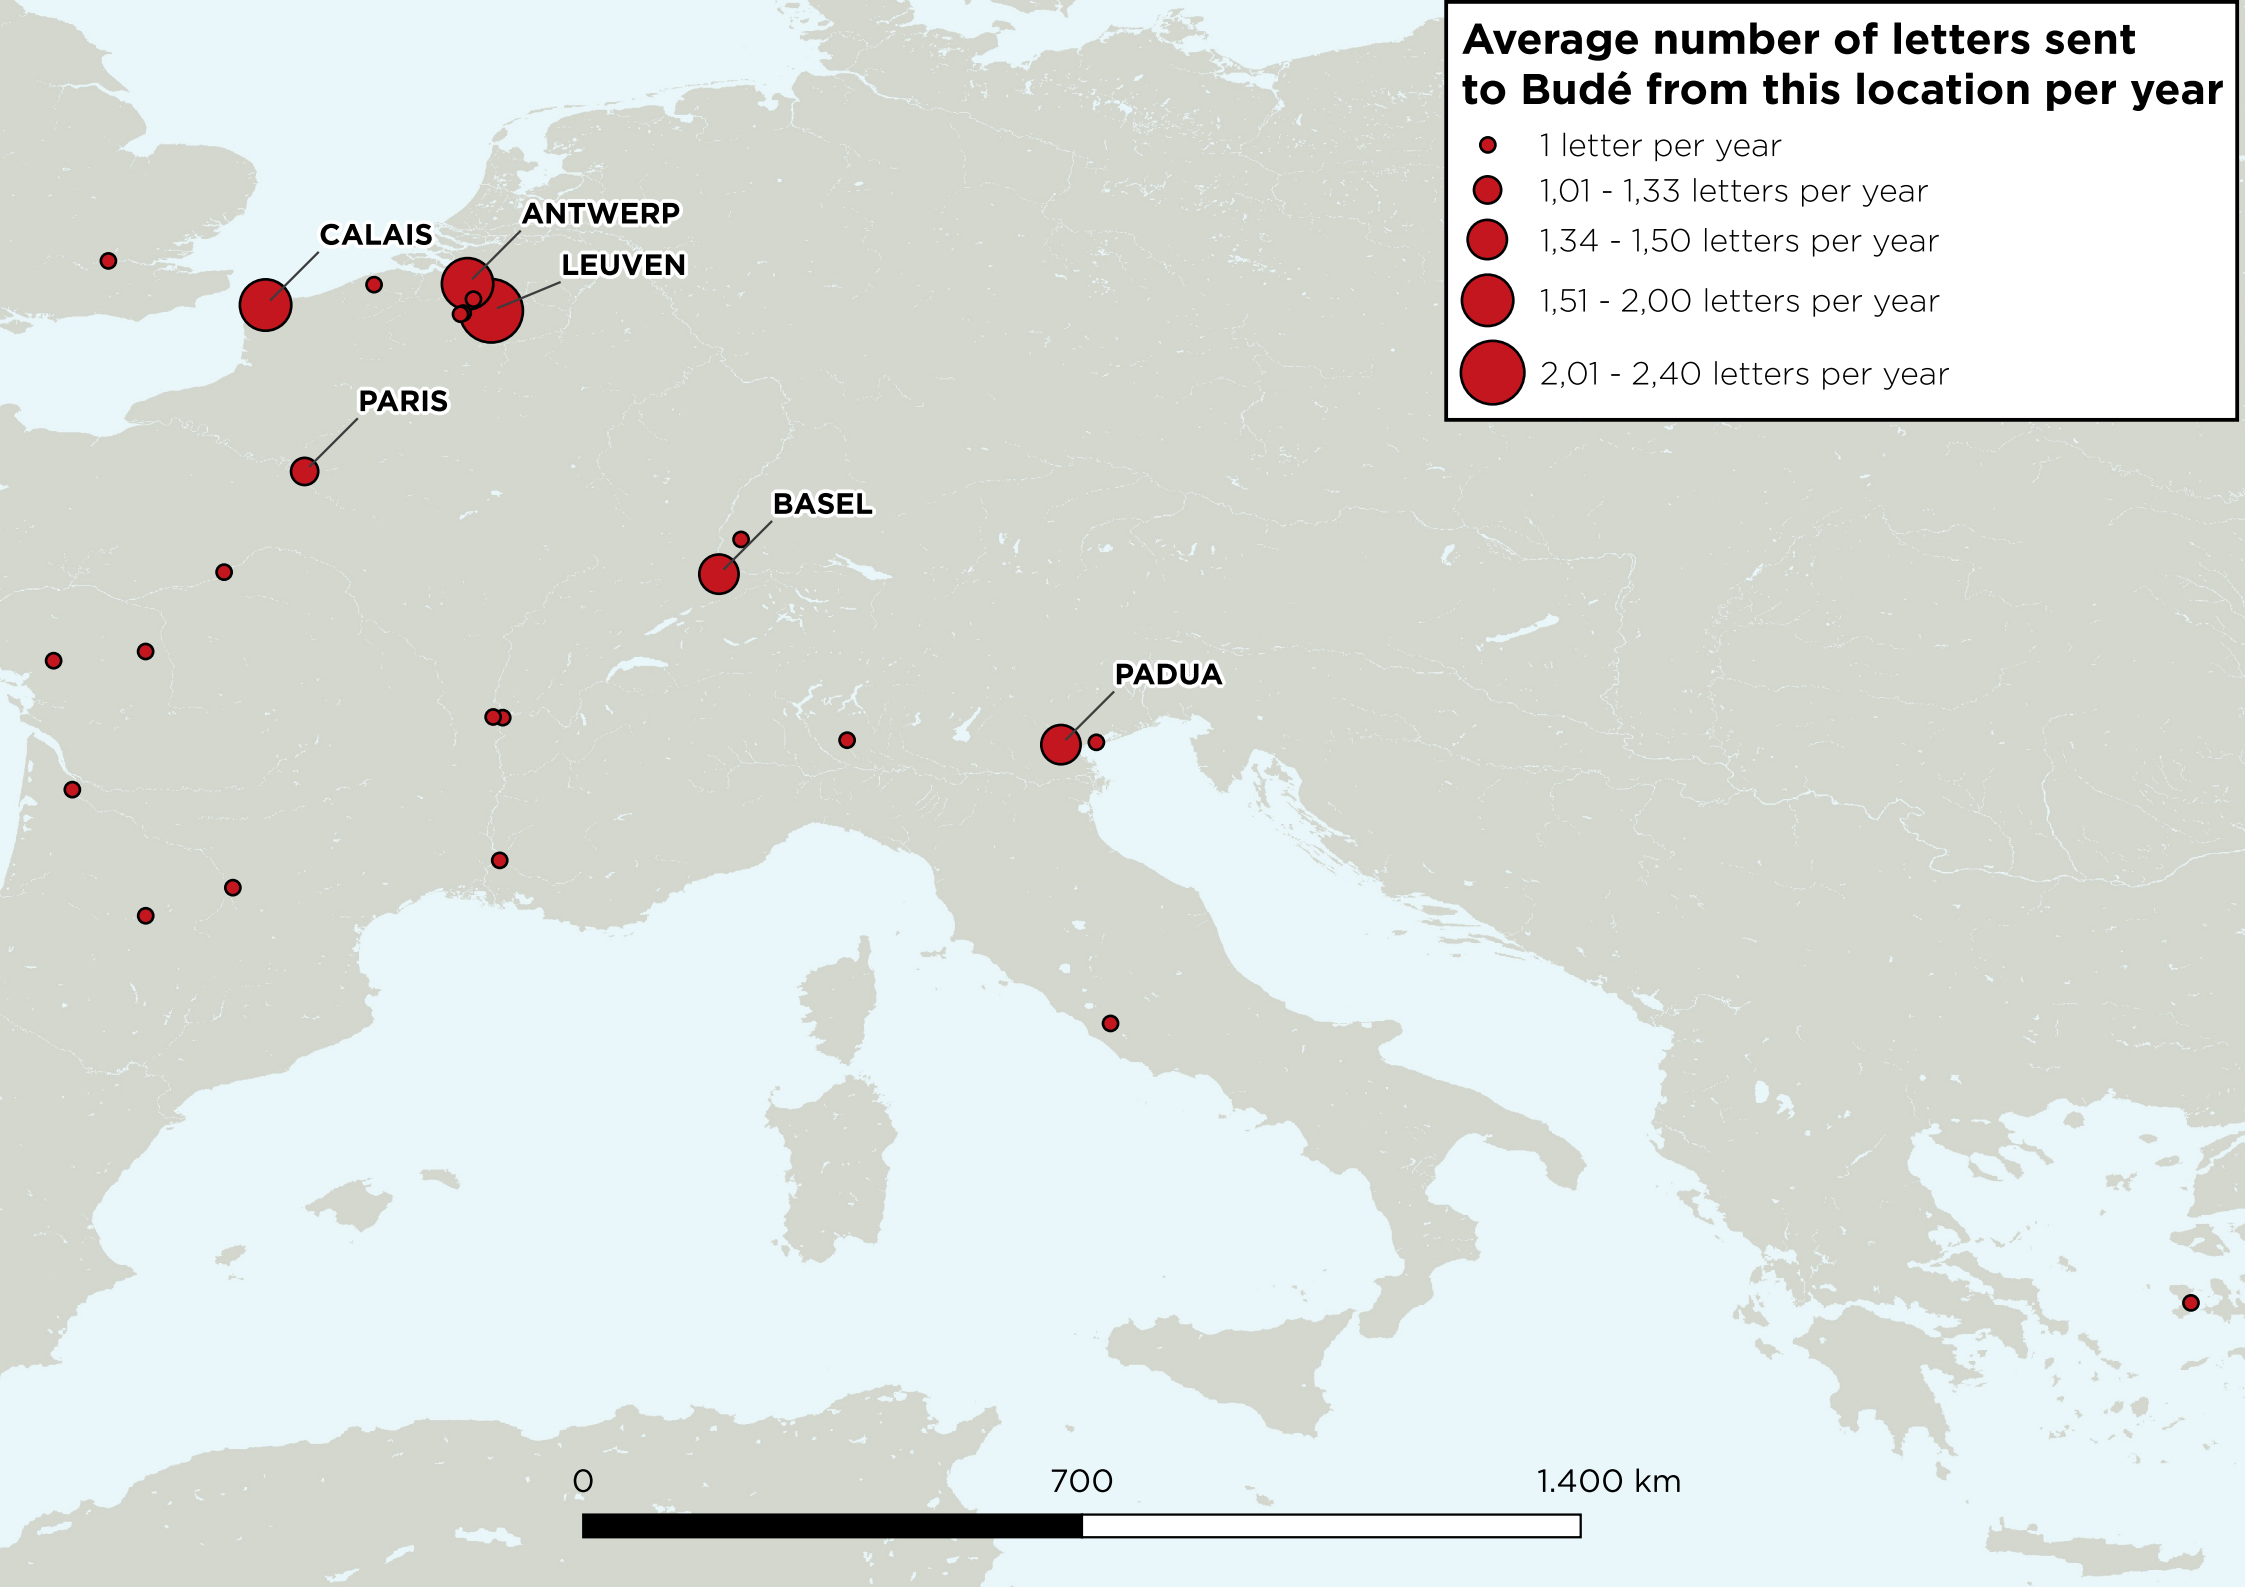 Average number of letters sent
to Budé from this location per year
1 letter per year
1,01 - 1,33 letters per year
1,34 - 1,50 letters per year
1,51 - 2,00 letters per year
2,01 - 2,40 letters per year
ANTWERP
CALAIS
LEUVEN
PARIS
BASEL
PADUA
0 700 1.400 km